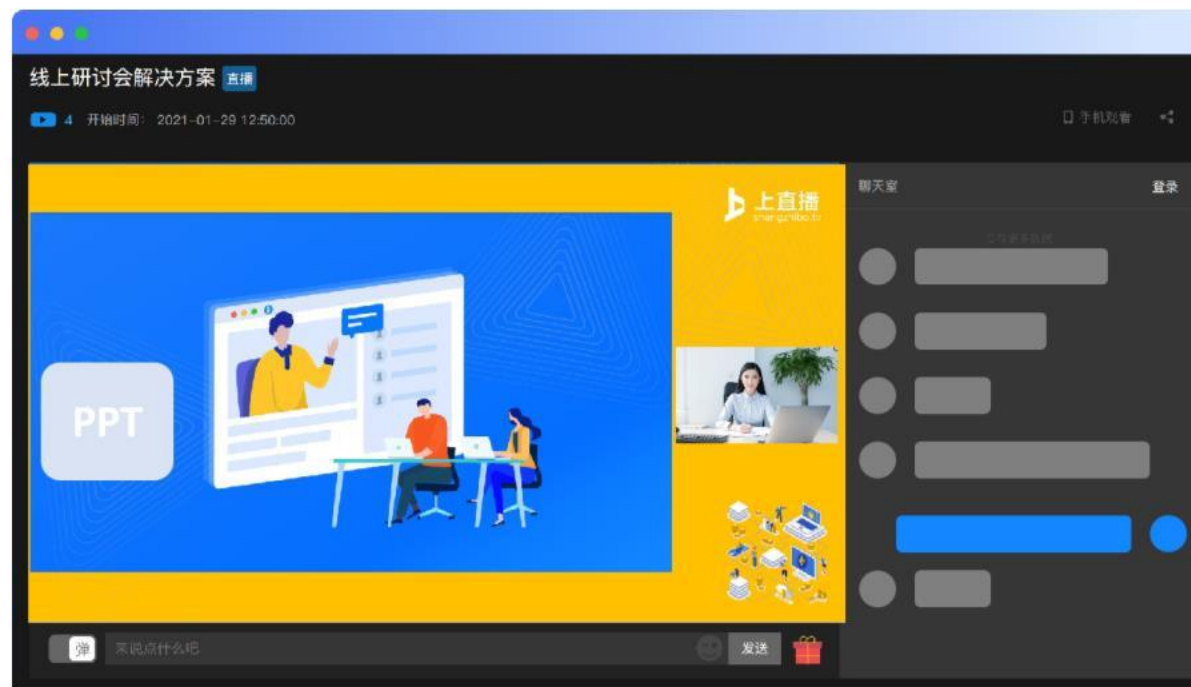 线上研讨会解决方案 直播
4 开始时间： 2021-01-29 12:50:00
手机观看
聊天室 登录
上直播
shangzhibo.tv
PPT
弹 来说点什么吧 发送